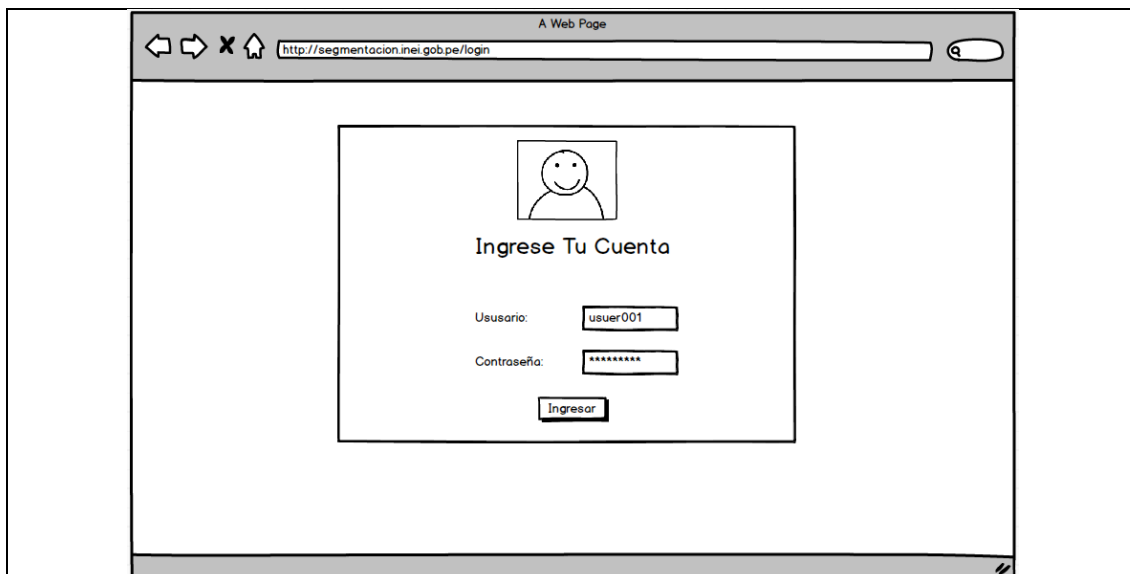 A Web Page
http://segmentacion.inei.gob.pe/login
Ingrese Tu Cuenta
Ususario: usuer001
Contraseña: *********
Ingresar